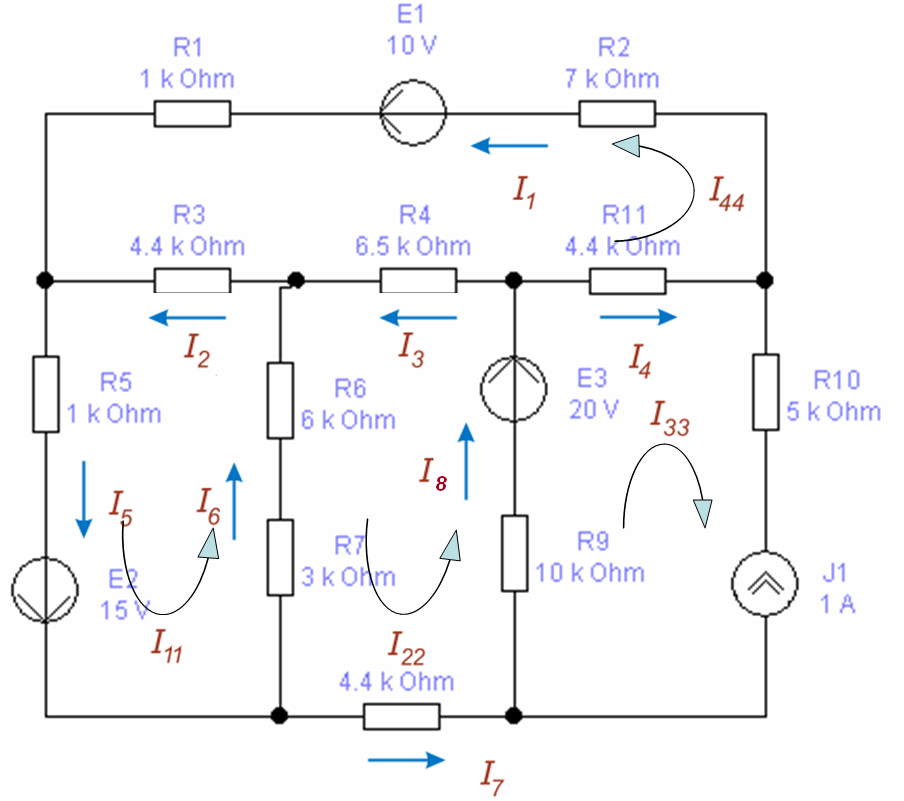 E1
10 V
R1
1 k Ohm
R2
7 k Ohm
I1
I44
R3
4.4 k Ohm
R4
6.5 k Ohm
R11
4.4 k Ohm
I2
I3
I4
R5
1 k Ohm
R6
6 k Ohm
E3
20 V
R10
5 k Ohm
I33
I8
I5
I6
R7
3 k Ohm
R9
10 k Ohm
E2
15 V
J1
1 A
I11
I22
4.4 k Ohm
I7